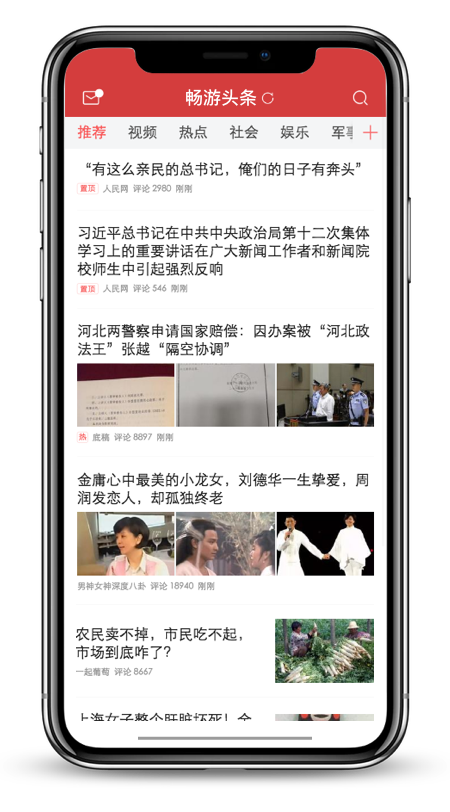 畅游头条
推荐 视频 热点 社会 娱乐 军事
“有这么亲民的总书记，俺们的日子有奔头”
置顶 人民网 评论 2980 刚刚
习近平总书记在中共中央政治局第十二次集体
学习上的重要讲话在广大新闻工作者和新闻院
校师生中引起强烈反响
置顶 人民网 评论 546 刚刚
河北两警察申请国家赔偿：因办案被“河北政
法王”张越“隔空协调”
热 底稿 评论 8897 刚刚
金庸心中最美的小龙女，刘德华一生挚爱，周
润发恋人，却孤独终老
男神女神深度八卦 评论 18940 刚刚
农民卖不掉，市民吃不起，
市场到底咋了？
一起葡萄 评论 8667
上海女子整个肝脏坏死！全